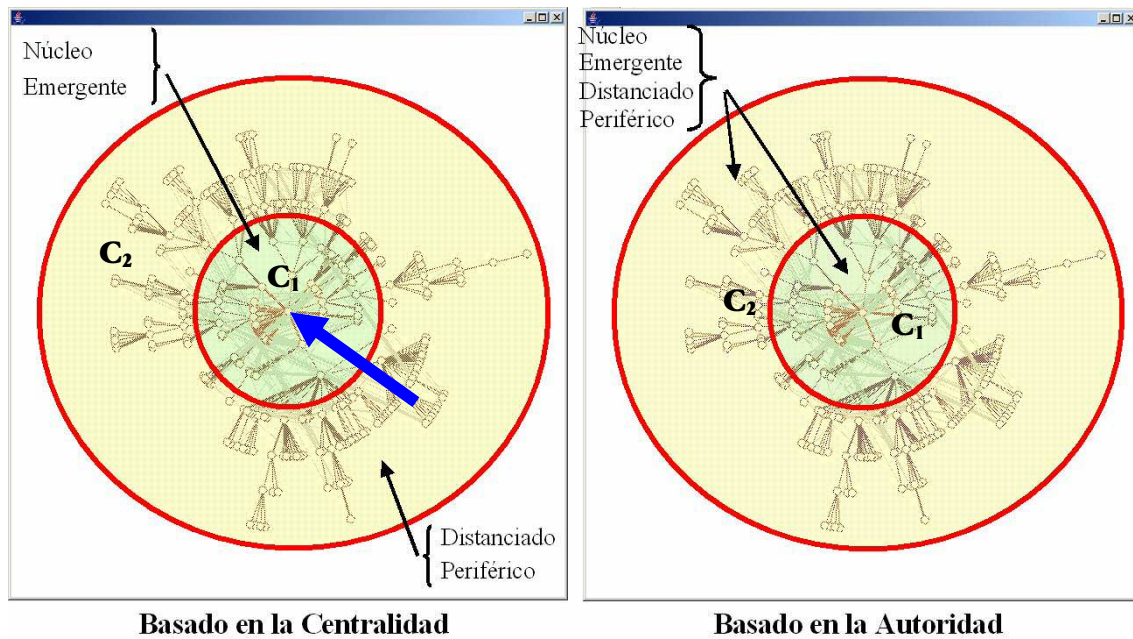 Núcleo
Emergente
C₂
C₁
Distanciado
Periférico
Basado en la Centralidad
Núcleo
Emergente
Distanciado
Periférico
C₂
C₁
Basado en la Autoridad